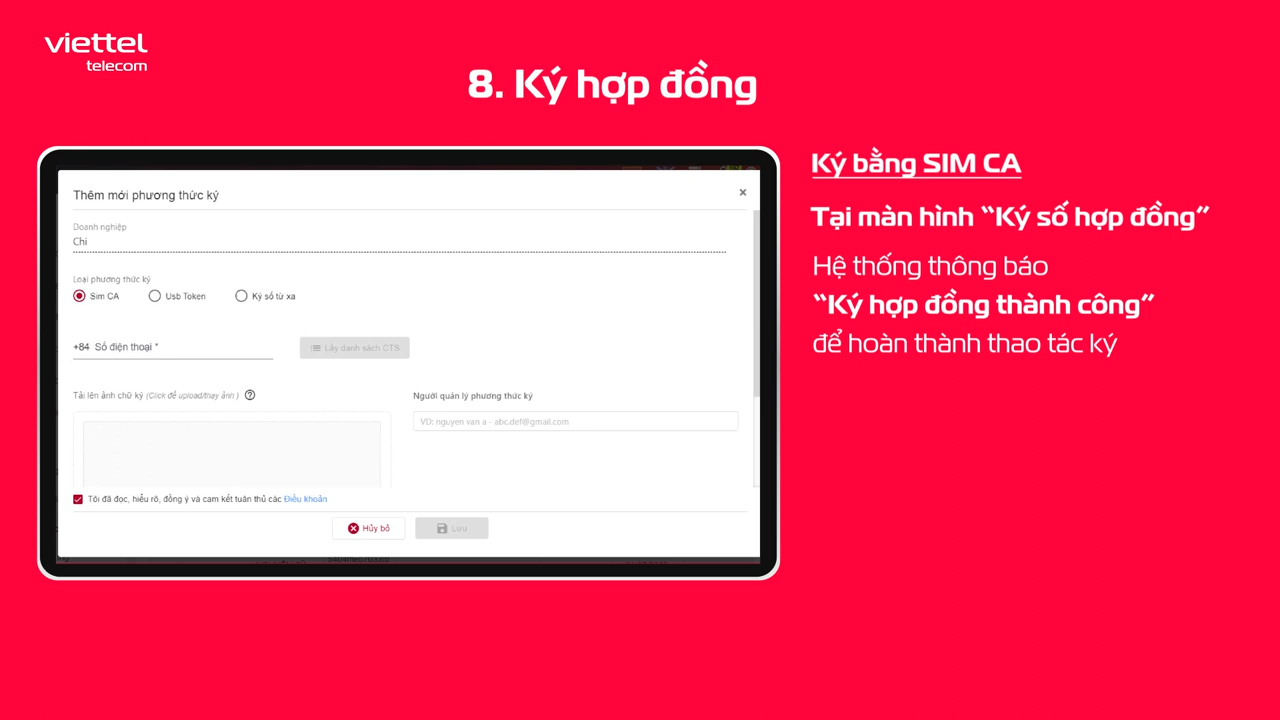 viettel
telecom
8. Ký hợp đồng
Thêm mới phương thức ký
×
Doanh nghiệp
Chi
Loại phương thức ký
Sim CA
Usb Token
Ký số từ xa
+84 Số điện thoại *
Lấy danh sách CTS
Tải lên ảnh chữ ký (Click để upload/thay ảnh ) ?
Người quản lý phương thức ký
VD: nguyen van a - abc.def@gmail.com
Tôi đã đọc, hiểu rõ, đồng ý và cam kết tuân thủ các Điều khoản
Hủy bỏ
Lưu
Ký bằng SIM CA
Tại màn hình “Ký số hợp đồng”
Hệ thống thông báo
“Ký hợp đồng thành công”
để hoàn thành thao tác ký